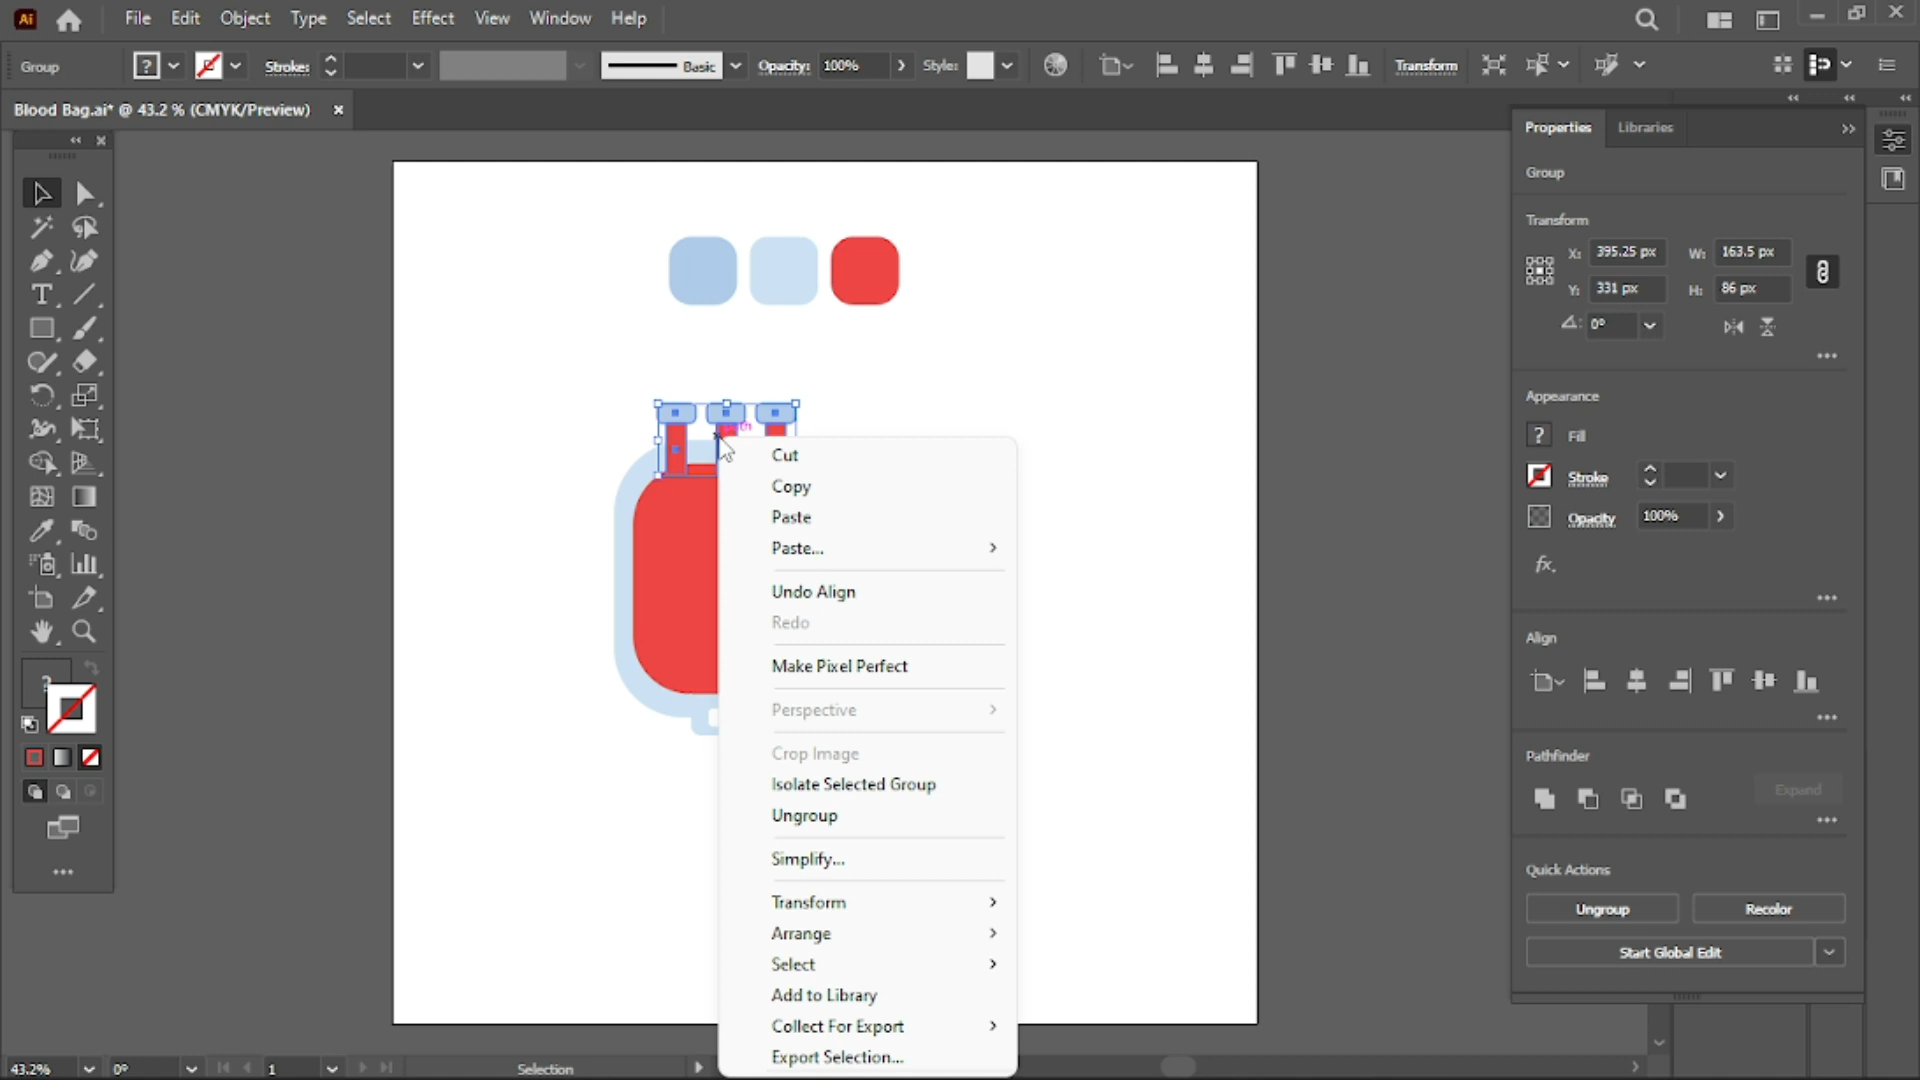 Ai File Edit Object Type Select Effect View Window Help
Group ? Stroke: Basic Opacity: 100% Style: Transform
Blood Bag.ai* @ 43.2 % (CMYK/Preview)
Properties Libraries
Group
Transform
X: 395.25 px W: 163.5 px
Y: 331 px H: 86 px
0°
Appearance
? Fill
Stroke
Opacity 100%
fx.
Align
Pathfinder
Expand
Quick Actions
Ungroup Recolor
Start Global Edit
T
?
Cut
Copy
Paste
Paste...
Undo Align
Redo
Make Pixel Perfect
Perspective
Crop Image
Isolate Selected Group
Ungroup
Simplify...
Transform
Arrange
Select
Add to Library
Collect For Export
Export Selection...
43.2% 0° 1 Selection